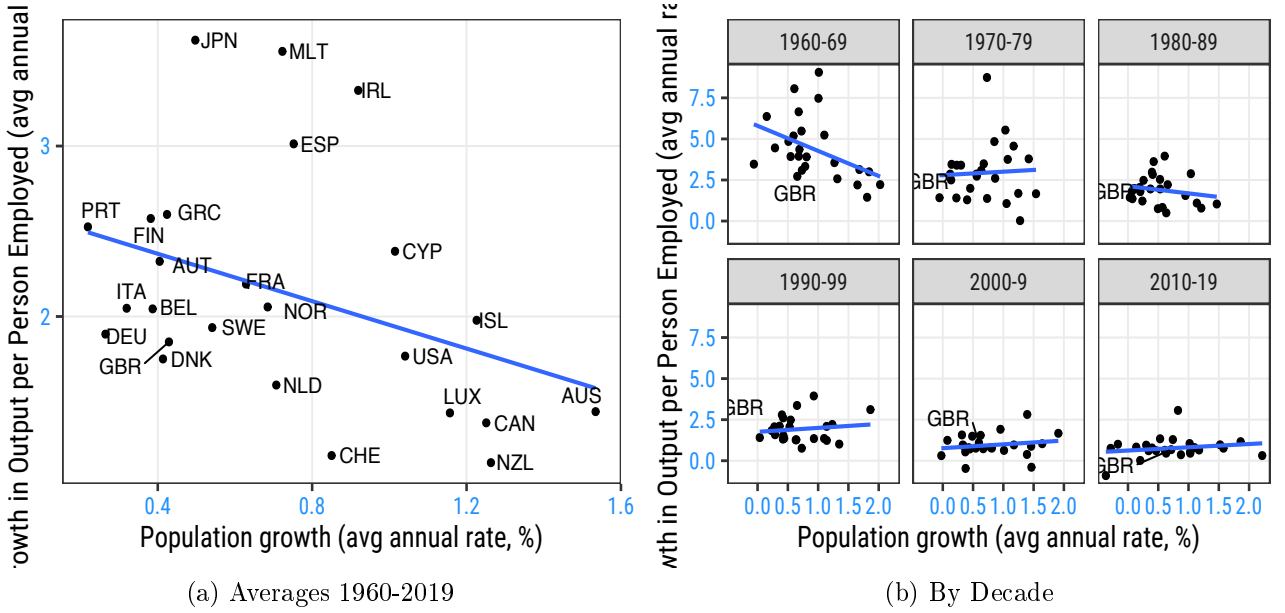 owth in Output per Person Employed (avg annual
3
2
JPN
MLT
IRL
ESP
PRT
GRC
FIN
CYP
AUT
FRA
ITA
BEL
NOR
ISL
DEU
SWE
GBR
DNK
USA
NLD
LUX
AUS
CAN
CHE
NZL
0.4 0.8 1.2 1.6
Population growth (avg annual rate, %)
(a) Averages 1960-2019
wth in Output per Person Employed (avg annual ra
1960-69 1970-79 1980-89
7.5
5.0
2.5
0.0
GBR GBR GBR
1990-99 2000-9 2010-19
7.5
5.0
2.5
0.0
GBR GBR GBR
0.0 0.5 1.0 1.5 2.0 0.0 0.5 1.0 1.5 2.0 0.0 0.5 1.0 1.5 2.0
Population growth (avg annual rate, %)
(b) By Decade